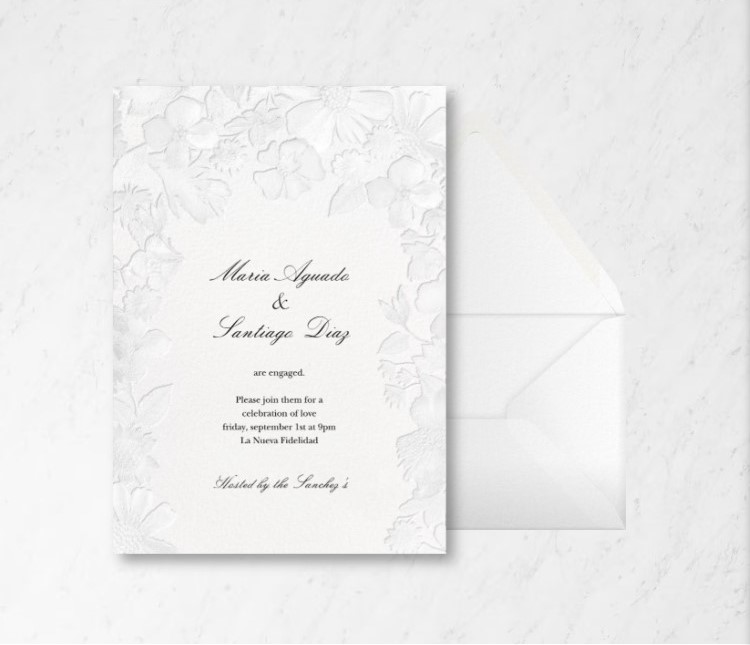 Maria Aguado
&
Santiago Diaz
are engaged.
Please join them for a
celebration of love
friday, september 1st at 9pm
La Nueva Fidelidad
Hosted by the Sanchez's